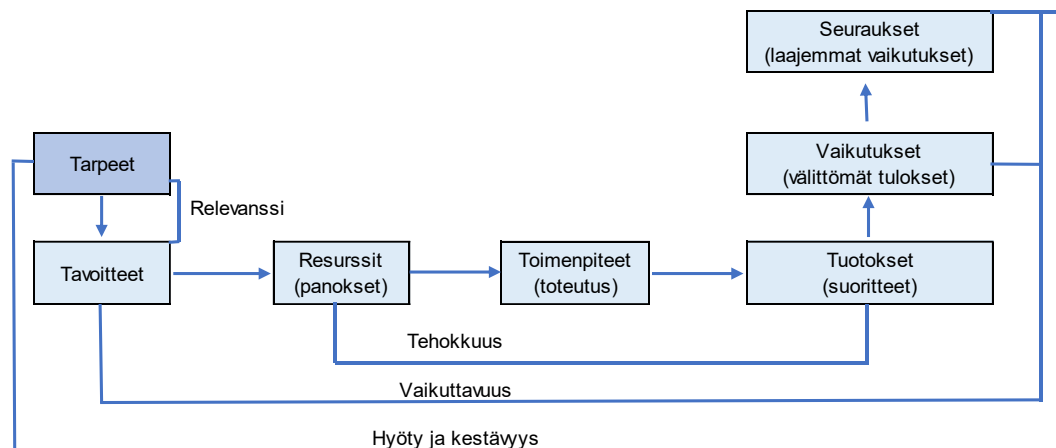 Seuraukset
(laajemmat vaikutukset)
Tarpeet
Vaikutukset
(välittömät tulokset)
Relevanssi
Tavoitteet
Resurssit
(panokset)
Toimenpiteet
(toteutus)
Tuotokset
(suoritteet)
Tehokkuus
Vaikuttavuus
Hyöty ja kestävyys